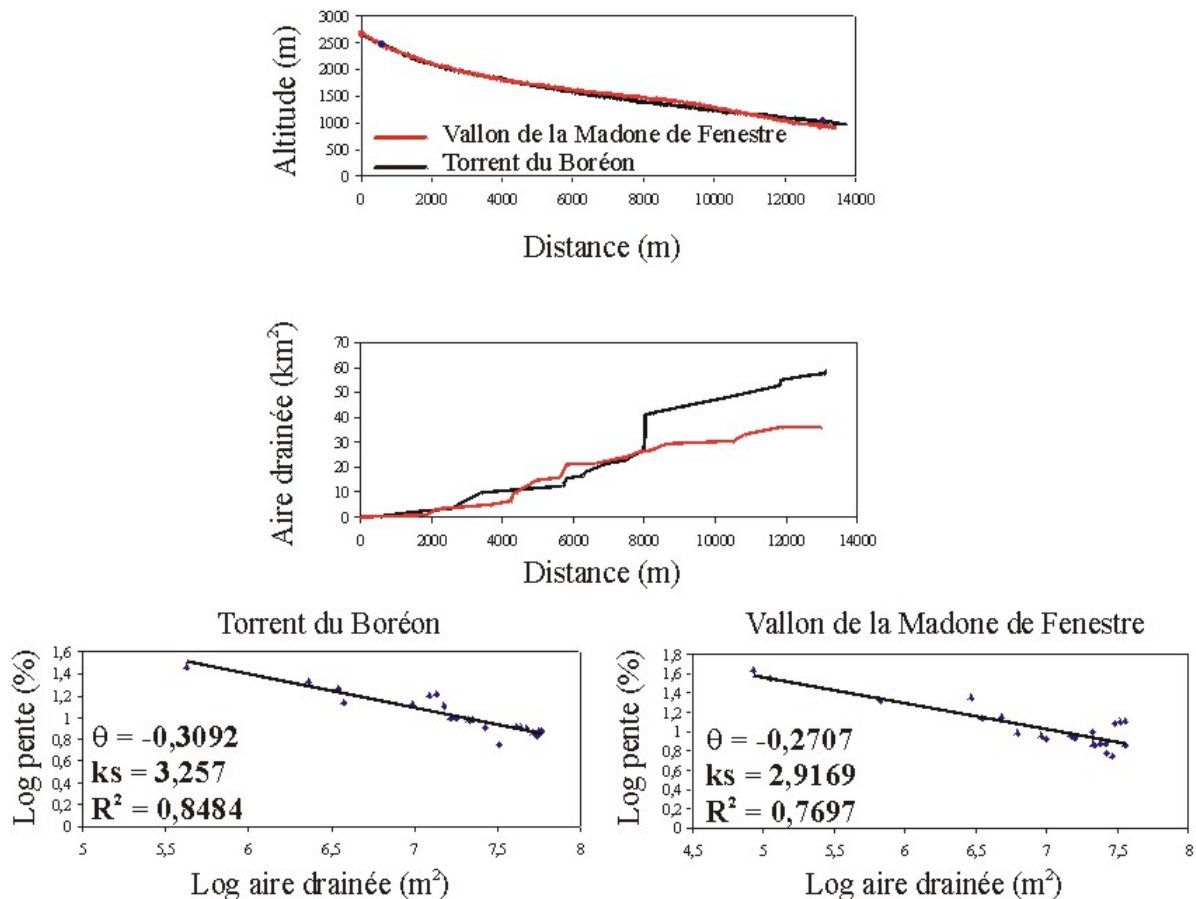 3000
2500
2000
1500
1000
500
0
Altitude (m)
Vallon de la Madone de Fenestre
Torrent du Boréon
0 2000 4000 6000 8000 10000 12000 14000
Distance (m)
70
60
50
40
30
20
10
0
Aire drainée (km²)
0 2000 4000 6000 8000 10000 12000 14000
Distance (m)
Torrent du Boréon
1,6
1,4
1,2
1
0,8
0,6
0,4
0,2
0
Log pente (%)
θ = -0,3092
ks = 3,257
R² = 0,8484
5 5,5 6 6,5 7 7,5 8
Log aire drainée (m²)
Vallon de la Madone de Fenestre
1,8
1,6
1,4
1,2
1
0,8
0,6
0,4
0,2
0
Log pente (%)
θ = -0,2707
ks = 2,9169
R² = 0,7697
4,5 5 5,5 6 6,5 7 7,5 8
Log aire drainée (m²)